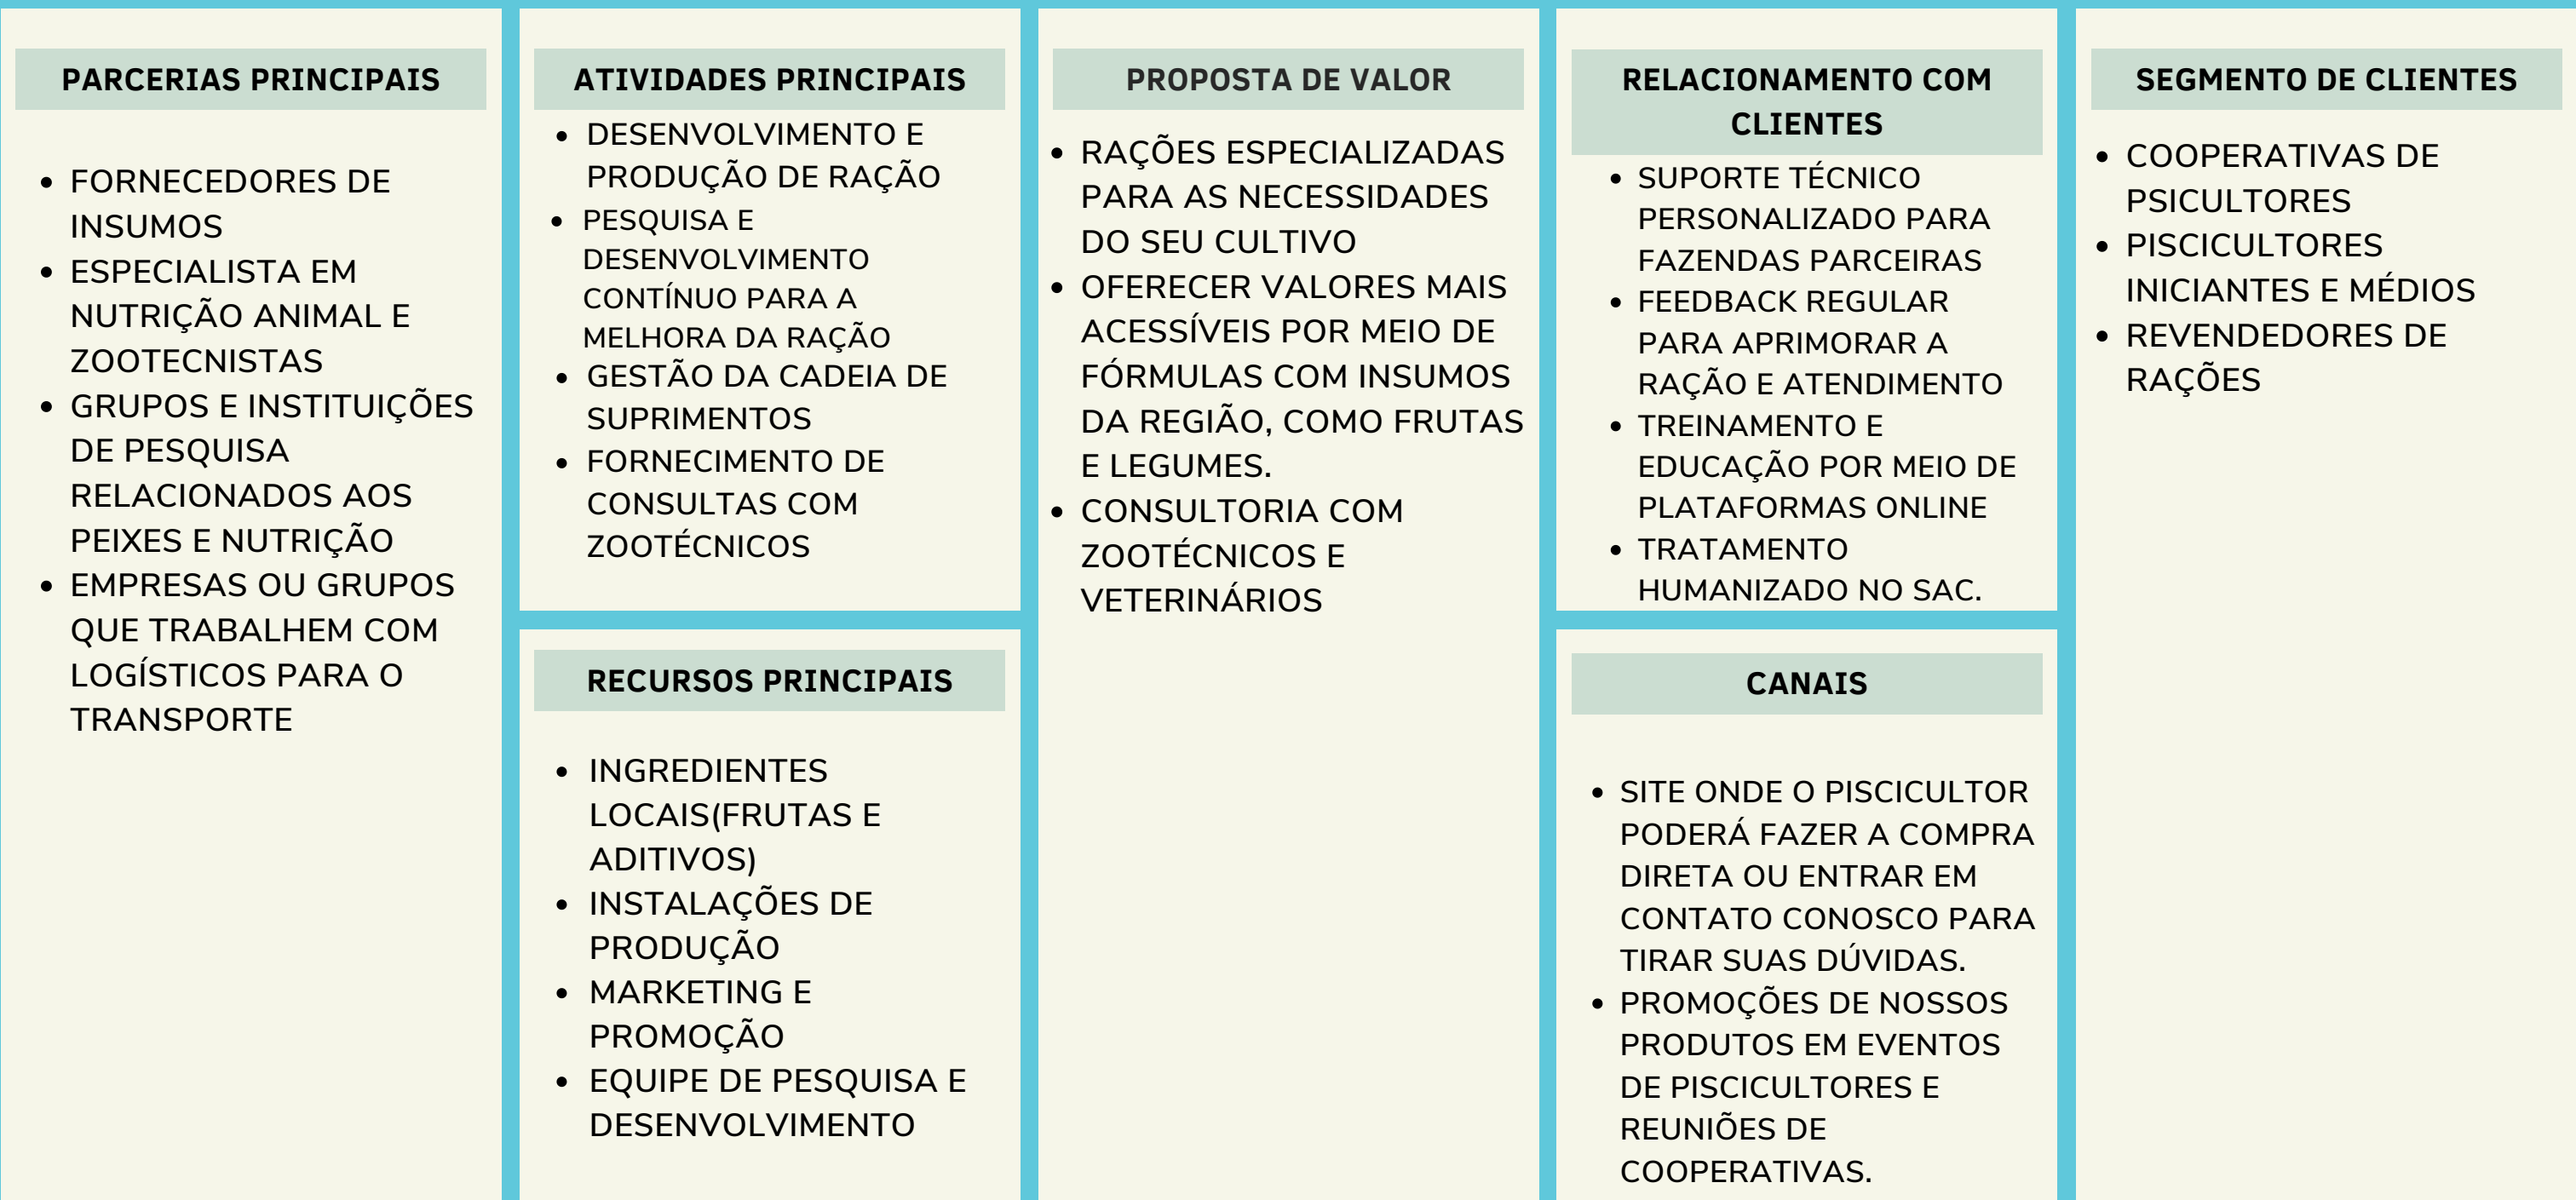 PARCERIAS PRINCIPAIS
FORNECEDORES DE
INSUMOS
ESPECIALISTA EM
NUTRIÇÃO ANIMAL E
ZOOTECNISTAS
GRUPOS E INSTITUIÇÕES
DE PESQUISA
RELACIONADOS AOS
PEIXES E NUTRIÇÃO
EMPRESAS OU GRUPOS
QUE TRABALHEM COM
LOGÍSTICOS PARA O
TRANSPORTE
ATIVIDADES PRINCIPAIS
DESENVOLVIMENTO E
PRODUÇÃO DE RAÇÃO
PESQUISA E
DESENVOLVIMENTO
CONTÍNUO PARA A
MELHORA DA RAÇÃO
GESTÃO DA CADEIA DE
SUPRIMENTOS
FORNECIMENTO DE
CONSULTAS COM
ZOOTÉCNICOS
RECURSOS PRINCIPAIS
INGREDIENTES
LOCAIS(FRUTAS E
ADITIVOS)
INSTALAÇÕES DE
PRODUÇÃO
MARKETING E
PROMOÇÃO
EQUIPE DE PESQUISA E
DESENVOLVIMENTO
PROPOSTA DE VALOR
RAÇÕES ESPECIALIZADAS
PARA AS NECESSIDADES
DO SEU CULTIVO
OFERECER VALORES MAIS
ACESSÍVEIS POR MEIO DE
FÓRMULAS COM INSUMOS
DA REGIÃO, COMO FRUTAS
E LEGUMES.
CONSULTORIA COM
ZOOTÉCNICOS E
VETERINÁRIOS
RELACIONAMENTO COM
CLIENTES
SUPORTE TÉCNICO
PERSONALIZADO PARA
FAZENDAS PARCEIRAS
FEEDBACK REGULAR
PARA APRIMORAR A
RAÇÃO E ATENDIMENTO
TREINAMENTO E
EDUCAÇÃO POR MEIO DE
PLATAFORMAS ONLINE
TRATAMENTO
HUMANIZADO NO SAC.
CANAIS
SITE ONDE O PISCICULTOR
PODERÁ FAZER A COMPRA
DIRETA OU ENTRAR EM
CONTATO CONOSCO PARA
TIRAR SUAS DÚVIDAS.
PROMOÇÕES DE NOSSOS
PRODUTOS EM EVENTOS
DE PISCICULTORES E
REUNIÕES DE
COOPERATIVAS.
SEGMENTO DE CLIENTES
COOPERATIVAS DE
PSICULTORES
PISCICULTORES
INICIANTES E MÉDIOS
REVENDEDORES DE
RAÇÕES